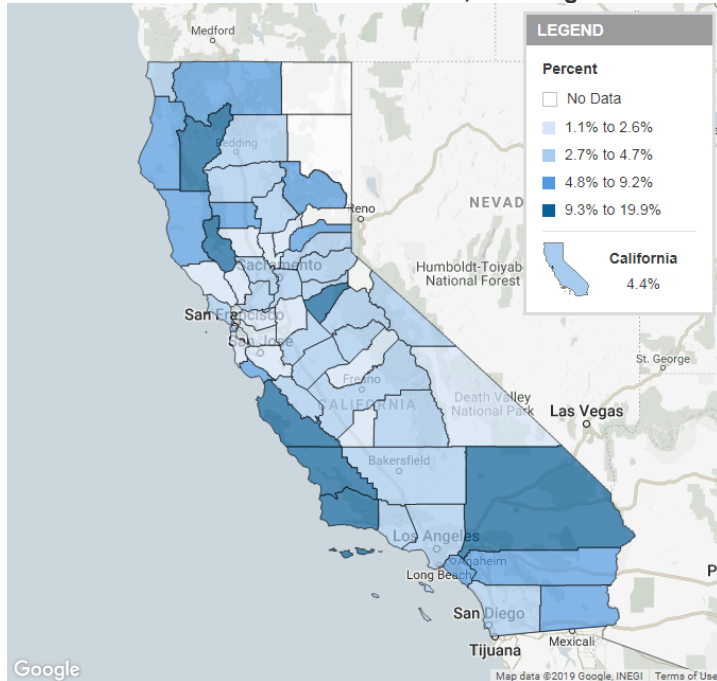 Medford
Redding
Reno
NEVAD
Sacramento
Humboldt-Toiyab
National Forest
San Francisco
San José
St. George
Fresno
Death Valley
National Park
CALIFORNIA
Las Vegas
Bakersfield
Los Angeles
Anaheim
Long Beach
P
San Diego
Mexicali
Tijuana
Google
Map data ©2019 Google, INEGI
Terms of Use
LEGEND
Percent
No Data
1.1% to 2.6%
2.7% to 4.7%
4.8% to 9.2%
9.3% to 19.9%
California
4.4%